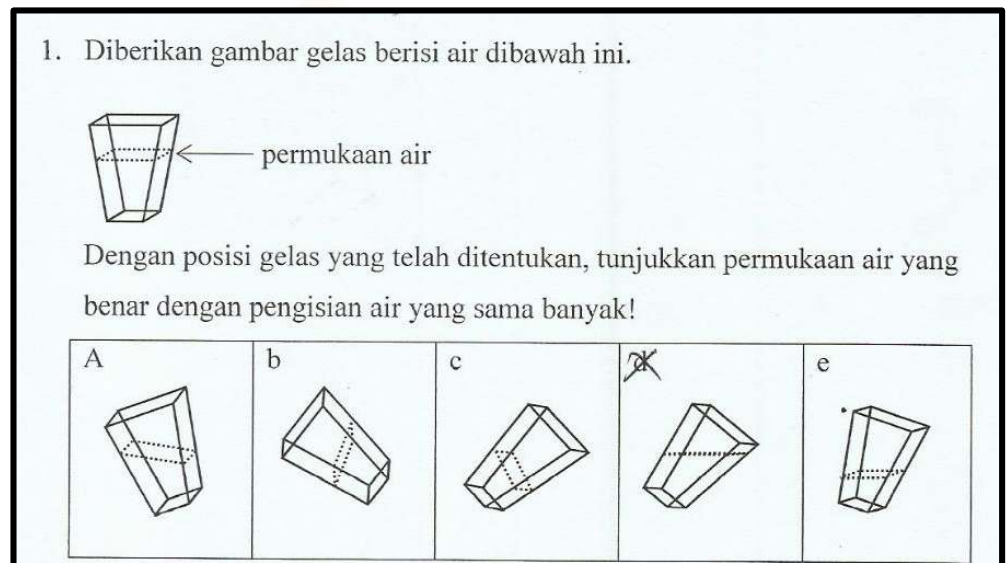 1. Diberikan gambar gelas berisi air dibawah ini.
permukaan air
Dengan posisi gelas yang telah ditentukan, tunjukkan permukaan air yang
benar dengan pengisian air yang sama banyak!
A b c d e